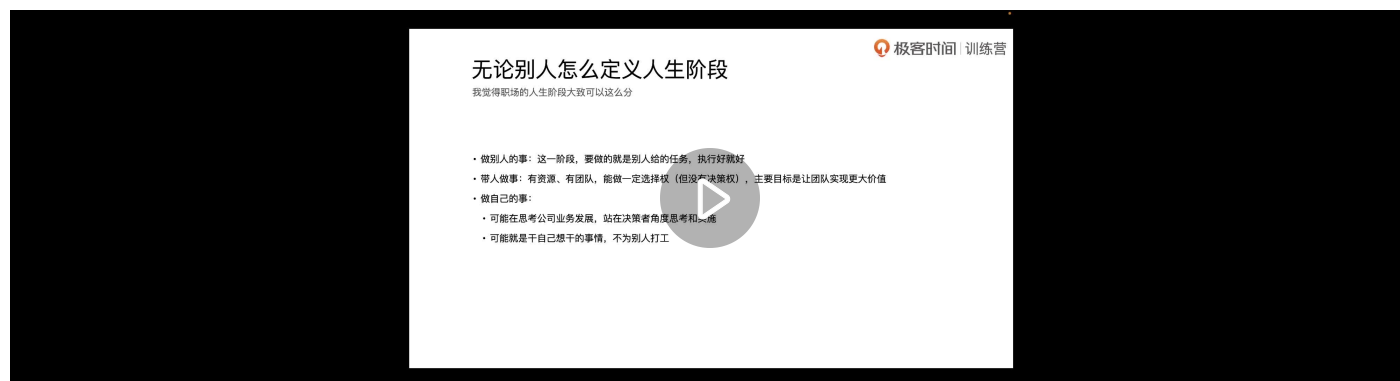 极客时间 | 训练营
无论别人怎么定义人生阶段
我觉得职场的人生阶段大致可以这么分
• 做别人的事：这一阶段，要做的就是别人给的任务，执行好就好
• 带人做事：有资源、有团队，能做一定选择权（但没有决策权），主要目标是让团队实现更大价值
• 做自己的事：
• 可能在思考公司业务发展，站在决策者角度思考和实施
• 可能就是干自己想干的事情，不为别人打工